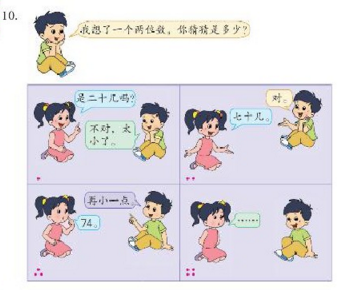 10.
我想了一个两位数。你猜猜是多少？
是二十几吗？
不对，太
小了。
七十几。
对。
74。
再小一点。
……